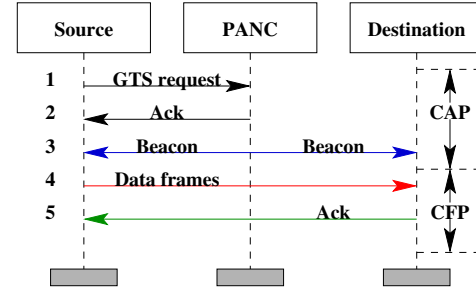 Source PANC Destination
1 GTS request
2 Ack
CAP
3 Beacon Beacon
4 Data frames
5 Ack
CFP